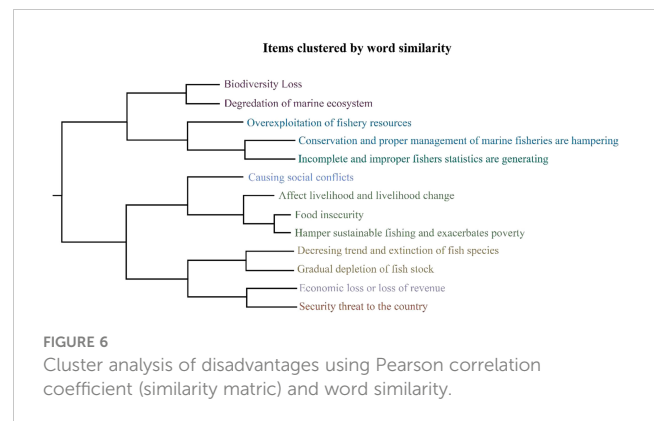 Items clustered by word similarity
Biodiversity Loss
Degredation of marine ecosystem
Overexploitation of fishery resources
Conservation and proper management of marine fisheries are hampering
Incomplete and improper fishers statistics are generating
Causing social conflicts
Affect livelihood and livelihood change
Food insecurity
Hamper sustainable fishing and exacerbates poverty
Decresing trend and extinction of fish species
Gradual depletion of fish stock
Economic loss or loss of revenue
Security threat to the country
FIGURE 6
Cluster analysis of disadvantages using Pearson correlation
coefficient (similarity matric) and word similarity.